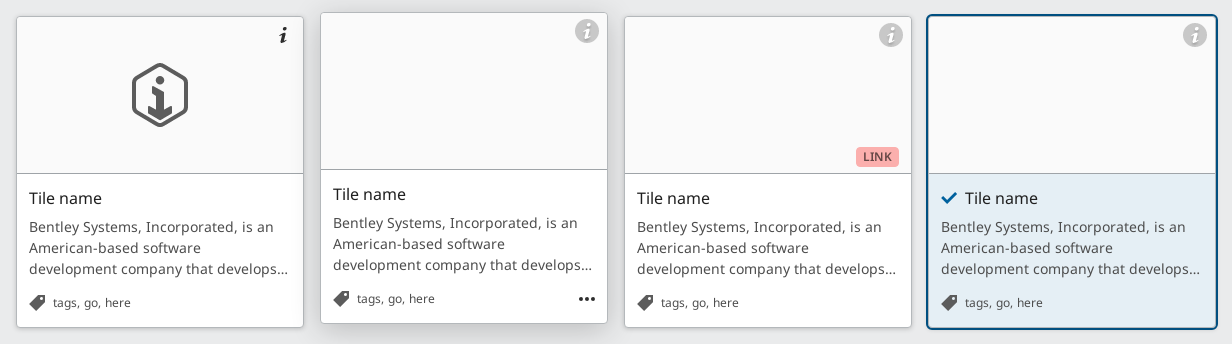 Tile name
Bentley Systems, Incorporated, is an
American-based software
development company that develops...
tags, go, here
Tile name
Bentley Systems, Incorporated, is an
American-based software
development company that develops...
tags, go, here
LINK
Tile name
Bentley Systems, Incorporated, is an
American-based software
development company that develops...
tags, go, here
Tile name
Bentley Systems, Incorporated, is an
American-based software
development company that develops...
tags, go, here